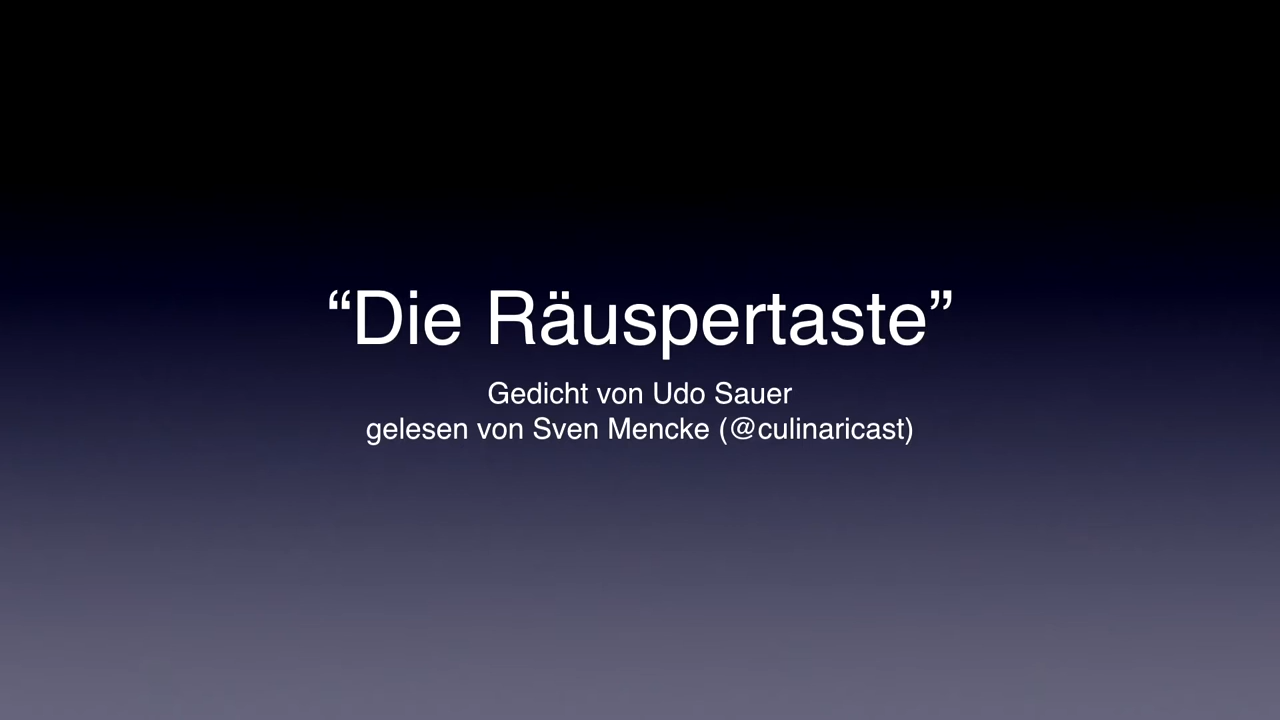 “Die Räuspertaste”
Gedicht von Udo Sauer
gelesen von Sven Mencke (@culinaricast)